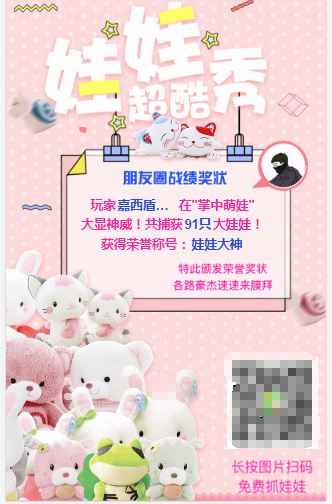 娃娃
超酷秀
朋友圈战绩奖状
玩家嘉西盾... 在"掌中萌娃"
大显神威！共捕获91只大娃娃！
获得荣誉称号：娃娃大神
特此颁发荣誉奖状
各路豪杰速速来膜拜
长按图片扫码
免费抓娃娃